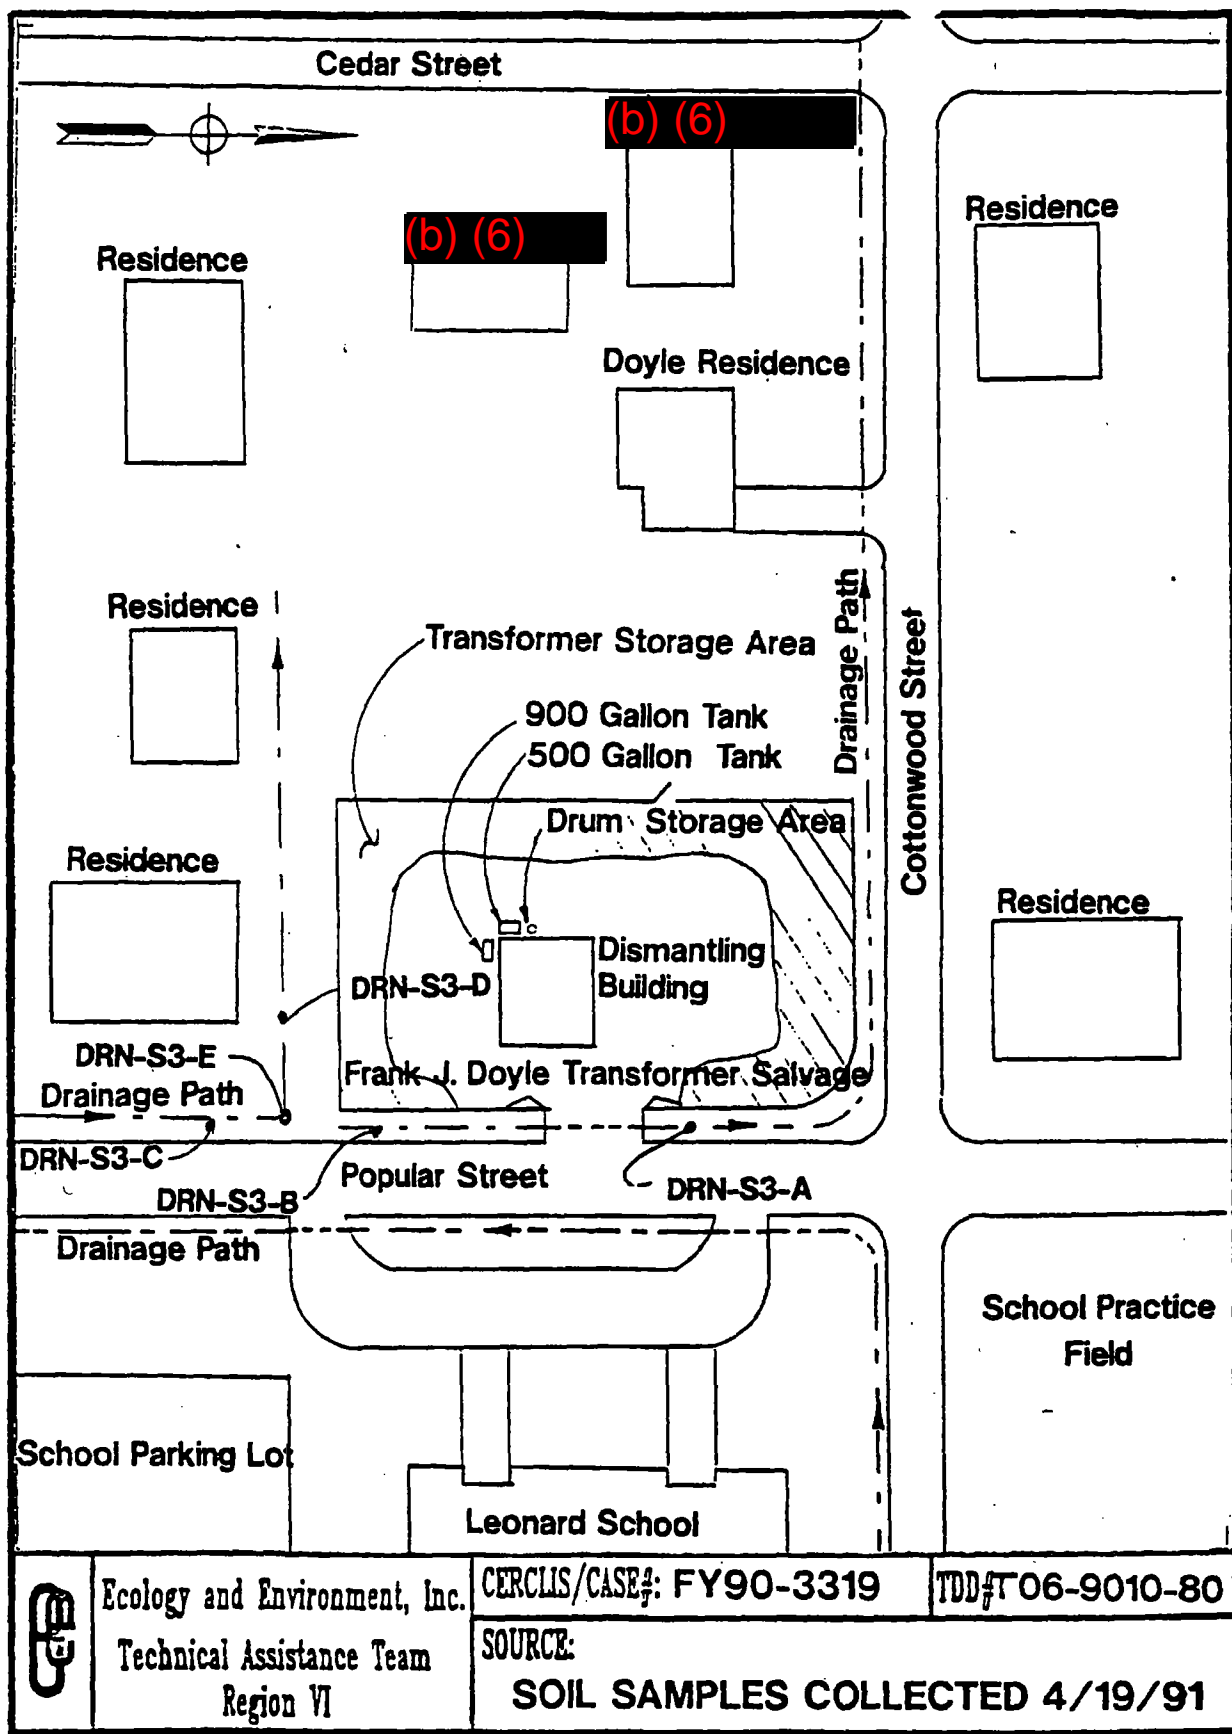 Cedar Street
(b) (6)
(b) (6)
Residence
Residence
Doyle Residence
Residence
Transformer Storage Area
Drainage Path
Cottonwood Street
900 Gallon Tank
500 Gallon Tank
Drum Storage Area
Residence
Residence
Dismantling
Building
DRN-S3-D
DRN-S3-E
Frank J. Doyle Transformer Salvage
Drainage Path
DRN-S3-C
Popular Street
DRN-S3-B
DRN-S3-A
Drainage Path
School Practice
Field
School Parking Lot
Leonard School
Ecology and Environment, Inc.
Technical Assistance Team
Region VI
CERCLIS/CASE#: FY90-3319
TDD#T06-9010-80
SOURCE:
SOIL SAMPLES COLLECTED 4/19/91